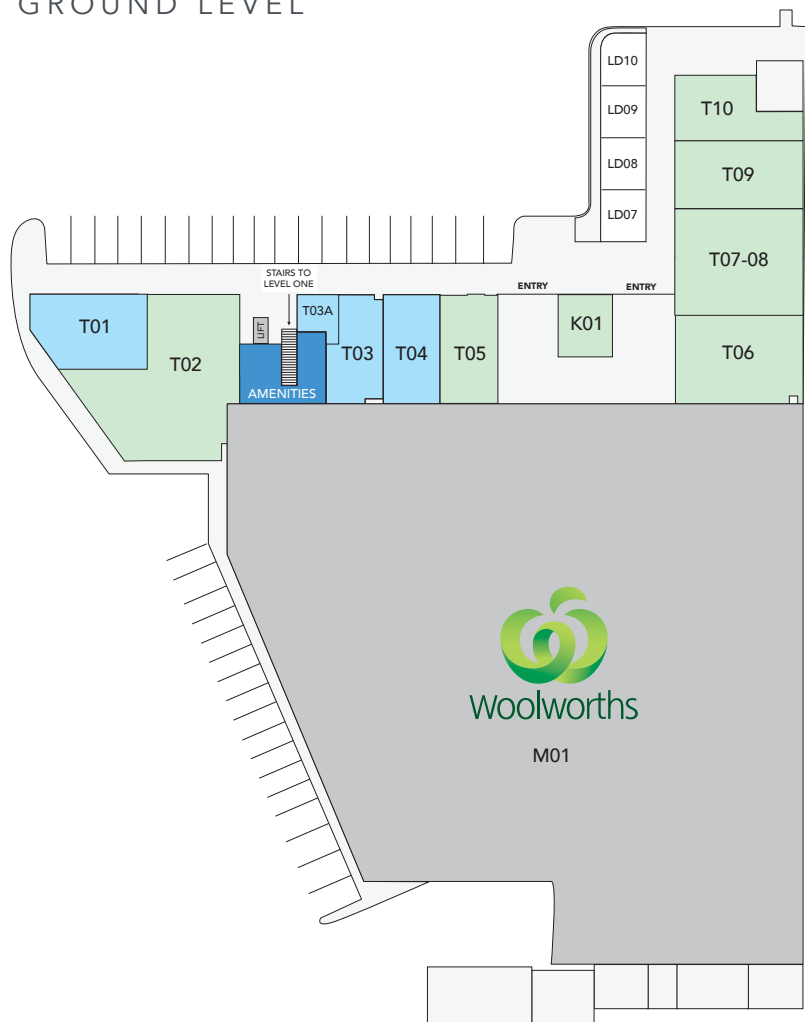 GROUND LEVEL
LD10
LD09
LD08
LD07
T10
T09
T07-08
T06
STAIRS TO
LEVEL ONE
ENTRY
ENTRY
T01
T02
LIFT
T03A
T03
T04
T05
K01
AMENITIES
Woolworths
M01